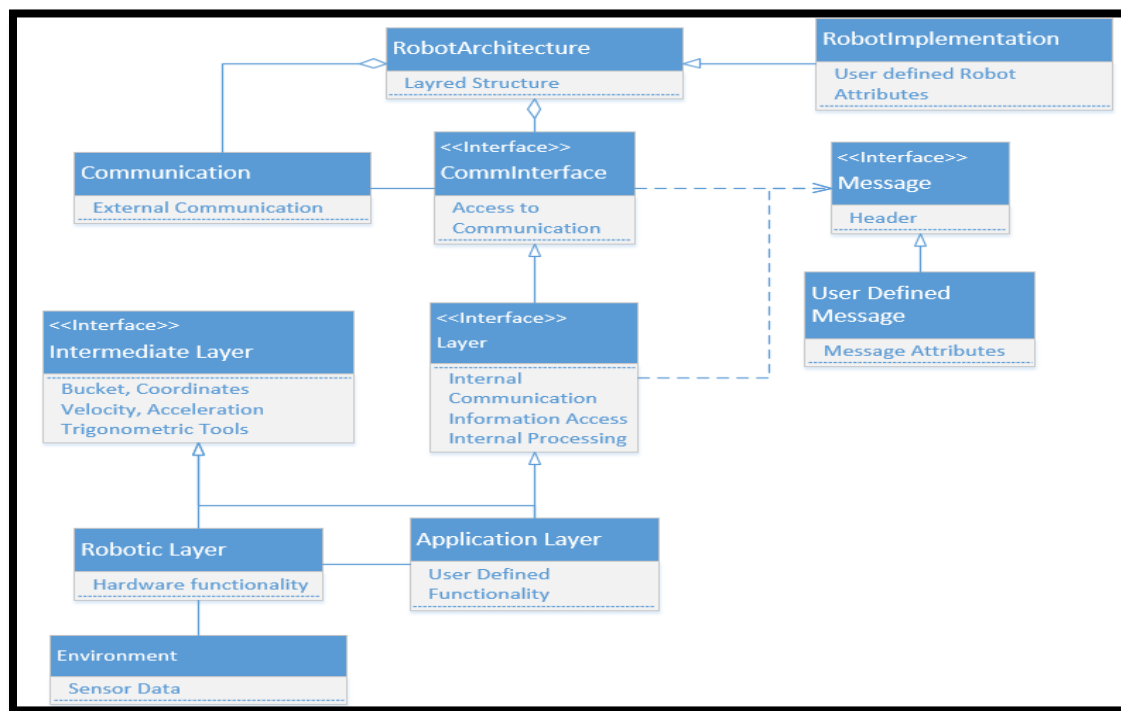 RobotArchitecture
Layred Structure
RobotImplementation
User defined Robot
Attributes
Communication
External Communication
<<Interface>>
CommInterface
Access to
Communication
<<Interface>>
Message
Header
User Defined
Message
Message Attributes
<<Interface>>
Intermediate Layer
Bucket, Coordinates
Velocity, Acceleration
Trigonometric Tools
<<Interface>>
Layer
Internal
Communication
Information Access
Internal Processing
Robotic Layer
Hardware functionality
Application Layer
User Defined
Functionality
Environment
Sensor Data